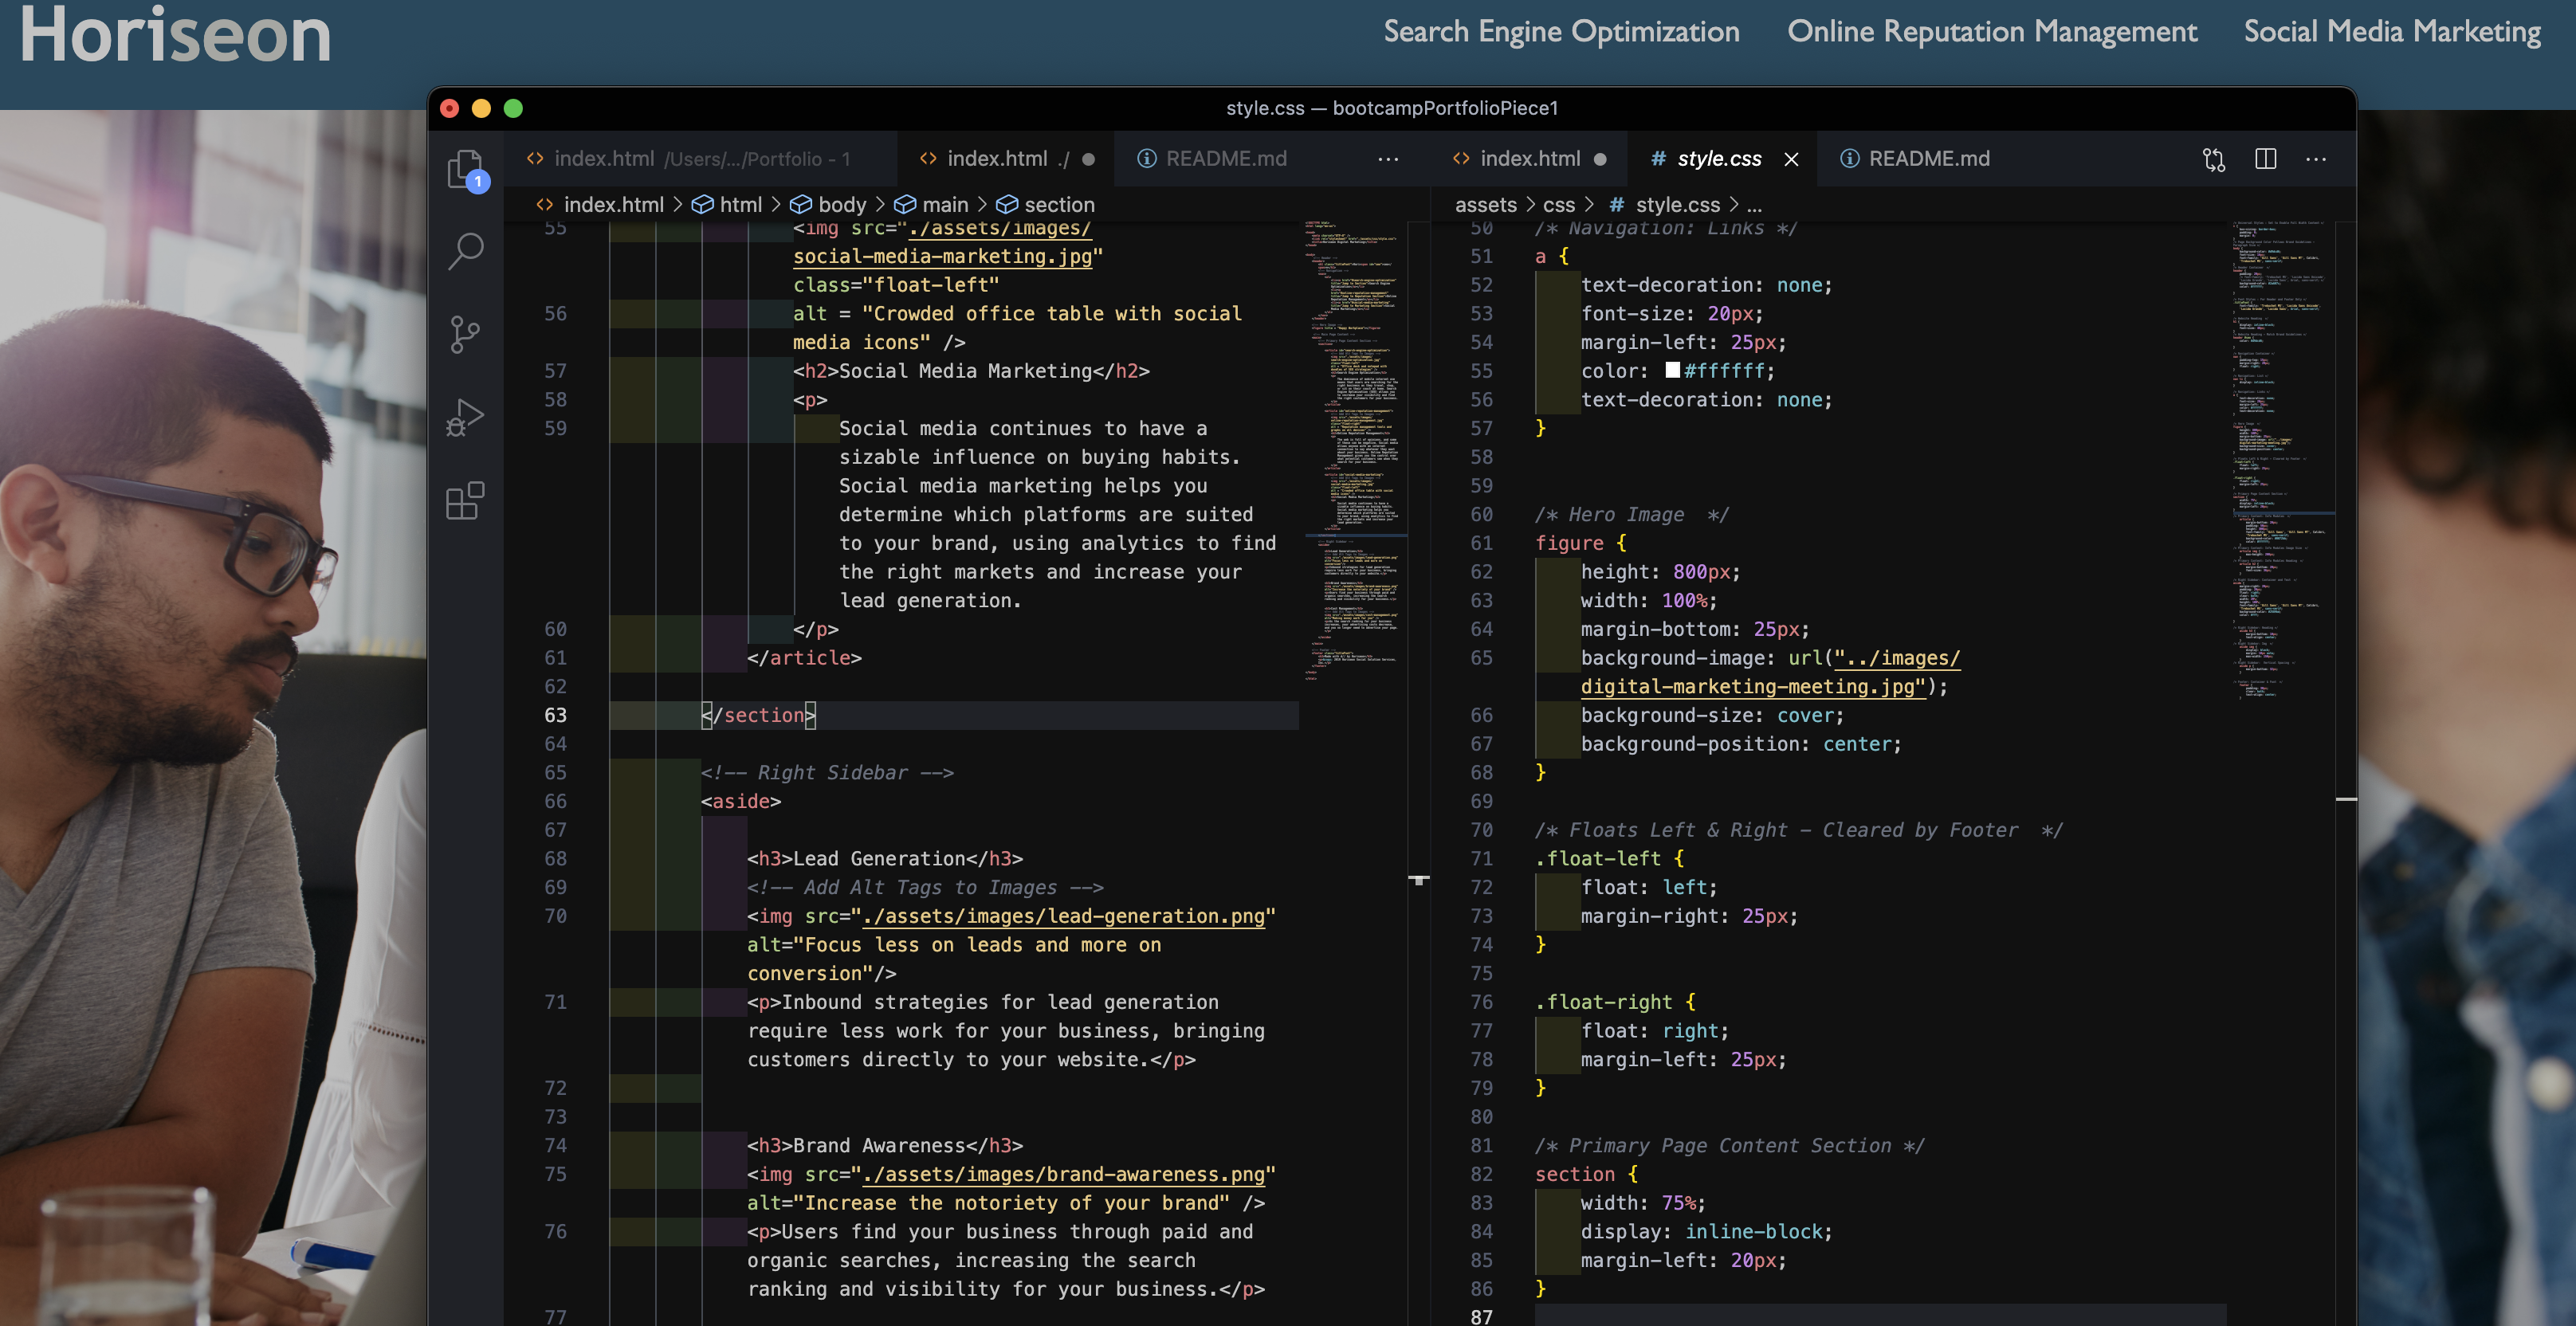 Horiseon
Search Engine Optimization Online Reputation Management Social Media Marketing
style.css — bootcampPortfolioPiece1
index.html /Users/.../Portfolio - 1 index.html ./ README.md ... index.html # style.css README.md ...
1
index.html > html > body > main > section
assets > css > # style.css > ...
55 <img src="./assets/images/
social-media-marketing.jpg"
class="float-left"
56 alt = "Crowded office table with social
media icons" />
57 <h2>Social Media Marketing</h2>
58 <p>
59 Social media continues to have a
sizable influence on buying habits.
Social media marketing helps you
determine which platforms are suited
to your brand, using analytics to find
the right markets and increase your
lead generation.
60 </p>
61 </article>
62
63 </section>
64
65 <!-- Right Sidebar -->
66 <aside>
67
68 <h3>Lead Generation</h3>
69 <!-- Add Alt Tags to Images -->
70 <img src="./assets/images/lead-generation.png"
alt="Focus less on leads and more on
conversion"/>
71 <p>Inbound strategies for lead generation
require less work for your business, bringing
customers directly to your website.</p>
72
73
74 <h3>Brand Awareness</h3>
75 <img src="./assets/images/brand-awareness.png"
alt="Increase the notoriety of your brand" />
76 <p>Users find your business through paid and
organic searches, increasing the search
ranking and visibility for your business.</p>
77
50 /* Navigation: Links */
51 a {
52 text-decoration: none;
53 font-size: 20px;
54 margin-left: 25px;
55 color: #ffffff;
56 text-decoration: none;
57 }
58
59
60 /* Hero Image  */
61 figure {
62 height: 800px;
63 width: 100%;
64 margin-bottom: 25px;
65 background-image: url("../images/
digital-marketing-meeting.jpg");
66 background-size: cover;
67 background-position: center;
68 }
69
70 /* Floats Left & Right - Cleared by Footer  */
71 .float-left {
72 float: left;
73 margin-right: 25px;
74 }
75
76 .float-right {
77 float: right;
78 margin-left: 25px;
79 }
80
81 /* Primary Page Content Section */
82 section {
83 width: 75%;
84 display: inline-block;
85 margin-left: 20px;
86 }
87